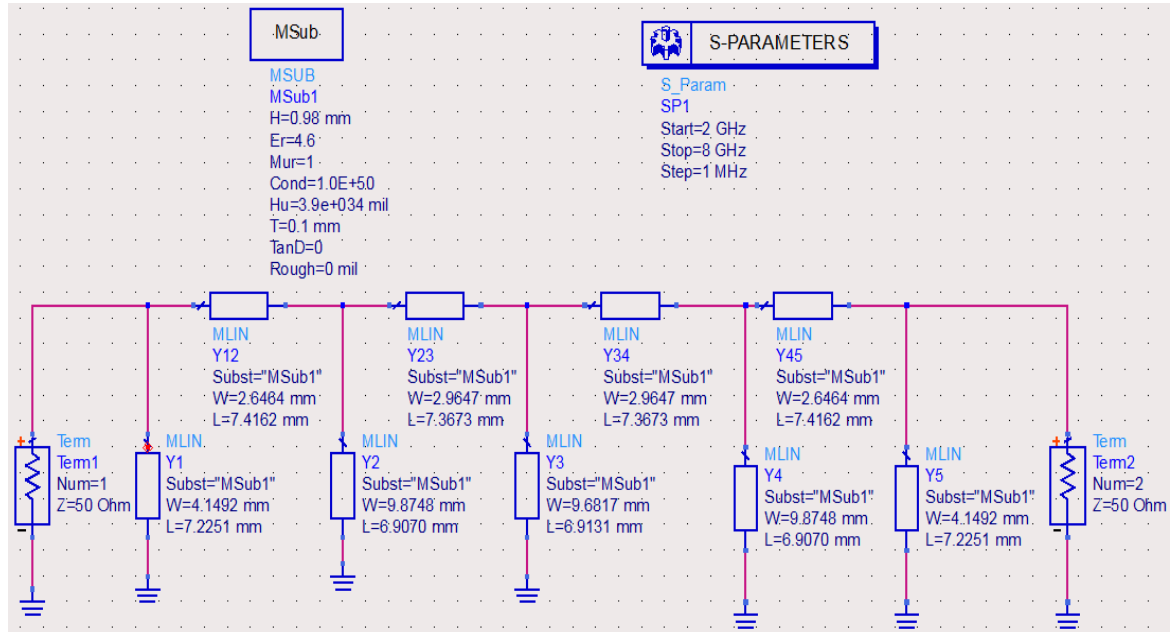 MSub
MSUB
MSub1
H=0.98 mm
Er=4.6
Mur=1
Cond=1.0E+50
Hu=3.9e+034 mil
T=0.1 mm
TanD=0
Rough=0 mil
S-PARAMETERS
S_Param
SP1
Start=2 GHz
Stop=8 GHz
Step=1 MHz
MLIN
Y12
Subst="MSub1"
W=2.6464 mm
L=7.4162 mm
MLIN
Y23
Subst="MSub1"
W=2.9647 mm
L=7.3673 mm
MLIN
Y34
Subst="MSub1"
W=2.9647 mm
L=7.3673 mm
MLIN
Y45
Subst="MSub1"
W=2.6464 mm
L=7.4162 mm
+
Term
Term1
Num=1
Z=50 Ohm
-
MLIN
Y1
Subst="MSub1"
W=4.1492 mm
L=7.2251 mm
MLIN
Y2
Subst="MSub1"
W=9.8748 mm
L=6.9070 mm
MLIN
Y3
Subst="MSub1"
W=9.6817 mm
L=6.9131 mm
MLIN
Y4
Subst="MSub1"
W=9.8748 mm
L=6.9070 mm
MLIN
Y5
Subst="MSub1"
W=4.1492 mm
L=7.2251 mm
+
Term
Term2
Num=2
Z=50 Ohm
-